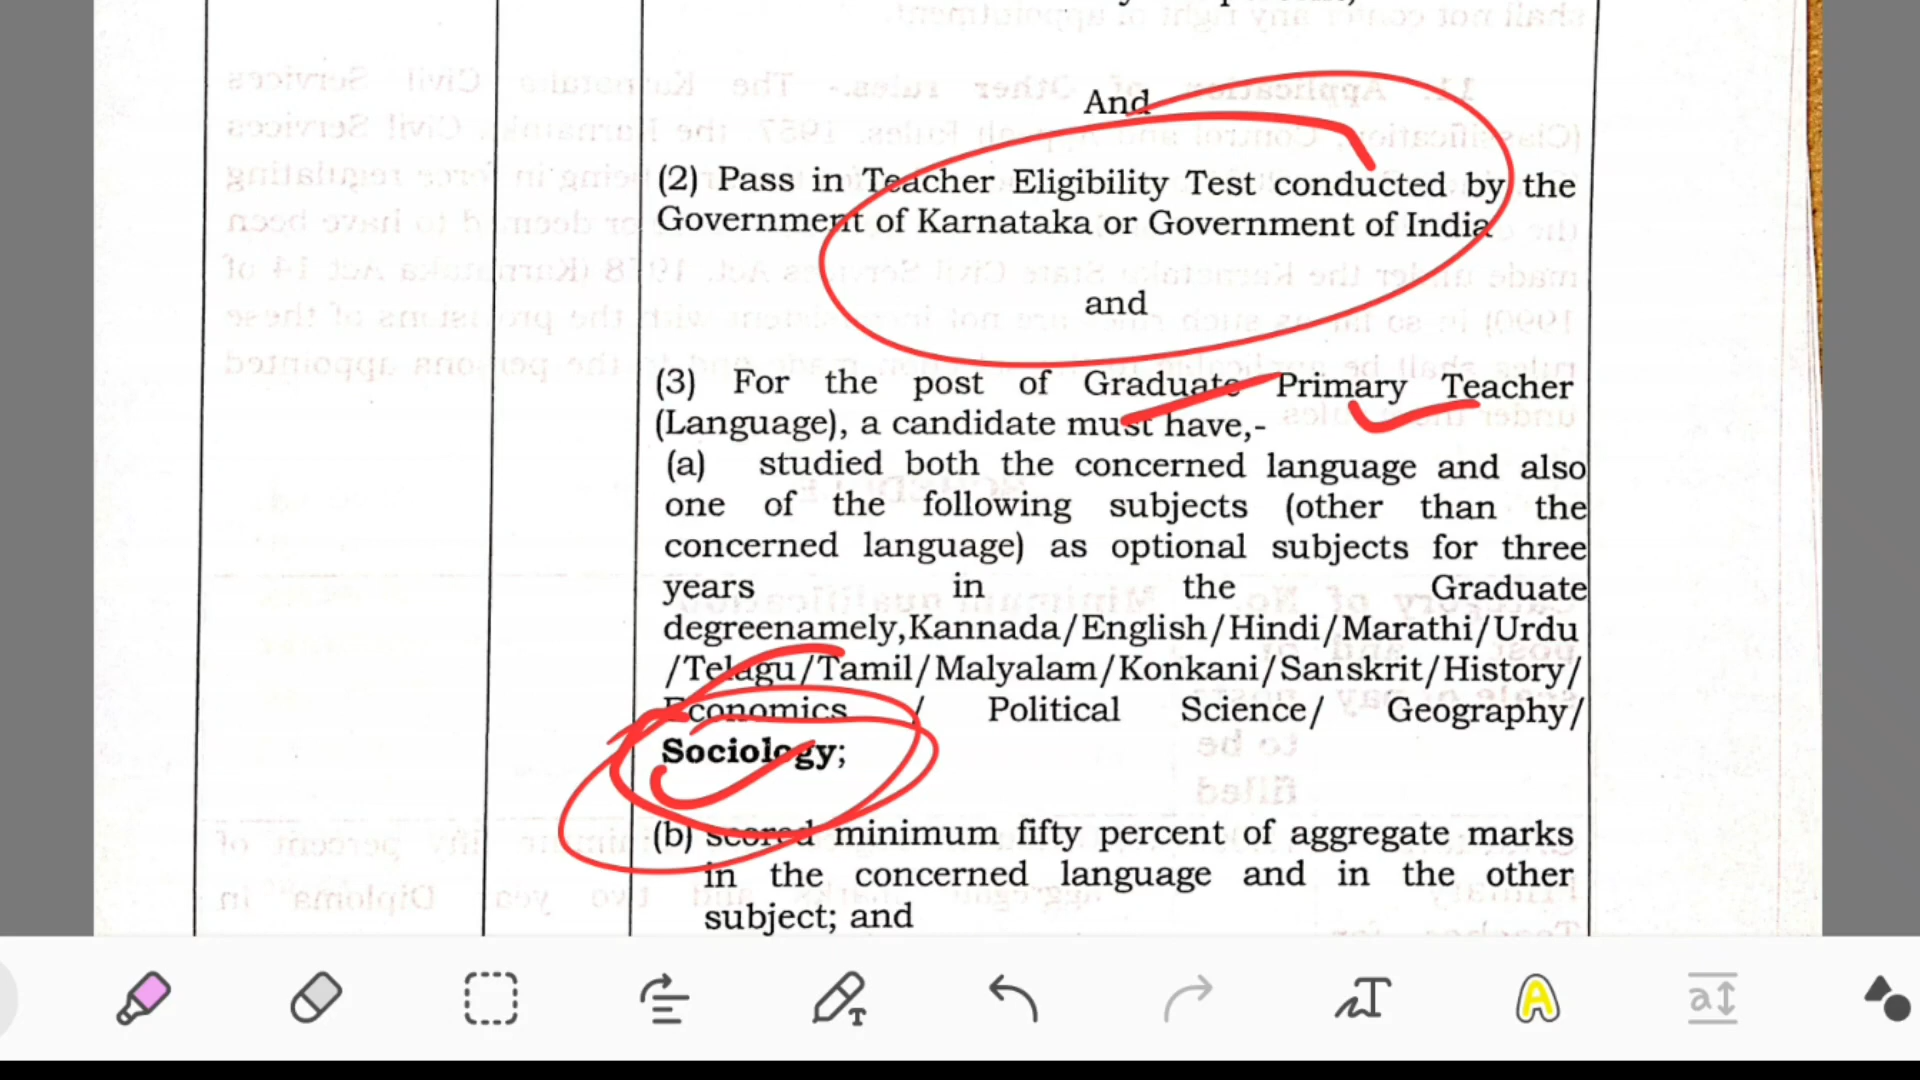 And
(2) Pass in Teacher Eligibility Test conducted by the
Government of Karnataka or Government of India
and
(3) For the post of Graduate Primary Teacher
(Language), a candidate must have,-
(a) studied both the concerned language and also
one of the following subjects (other than the
concerned language) as optional subjects for three
years in the Graduate
degreenamely,Kannada/English/Hindi/Marathi/Urdu
/Telagu/Tamil/Malyalam/Konkani/Sanskrit/History/
Economics / Political Science/ Geography/
Sociology;
(b) scored minimum fifty percent of aggregate marks
in the concerned language and in the other
subject; and